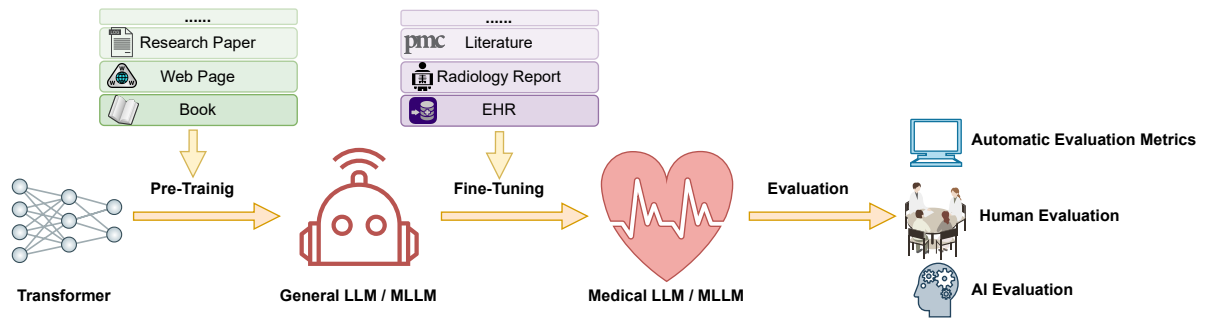 ......
Research Paper
Web Page
W
W W
Book
......
pmc Literature
Radiology Report
EHR
Pre-Trainig
Fine-Tuning
Evaluation
Automatic Evaluation Metrics
Human Evaluation
AI Evaluation
Transformer
General LLM / MLLM
Medical LLM / MLLM